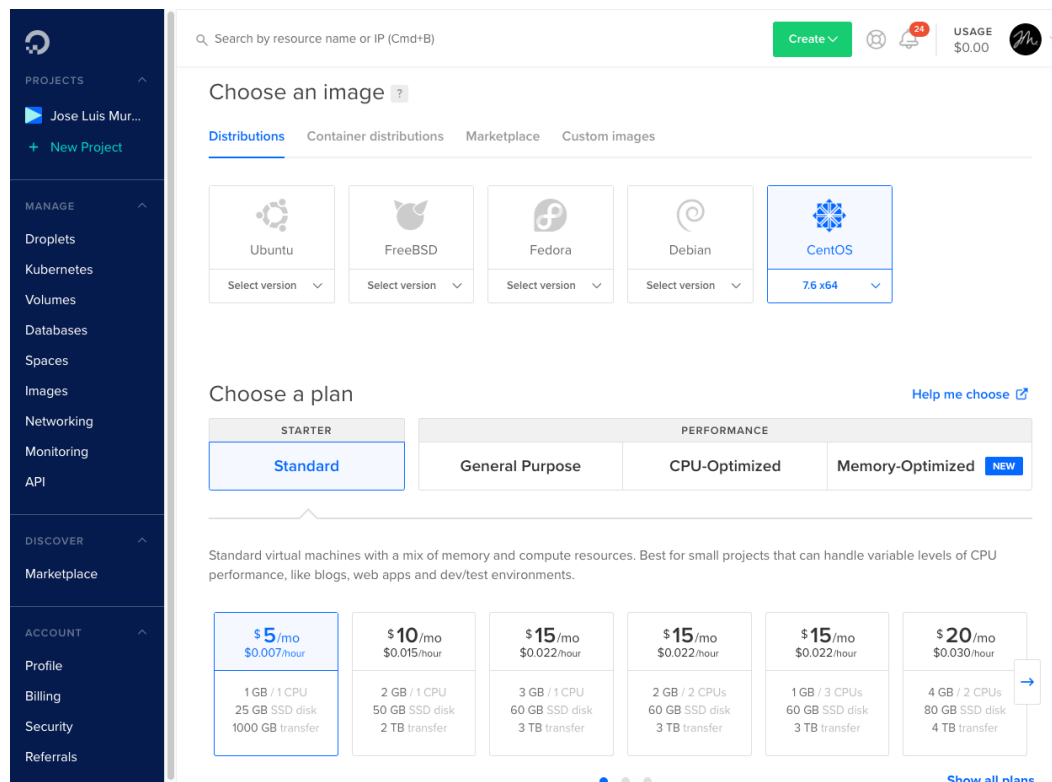 Search by resource name or IP (Cmd+B)
Create
24
USAGE
$0.00
PROJECTS
Jose Luis Mur...
+ New Project
MANAGE
Droplets
Kubernetes
Volumes
Databases
Spaces
Images
Networking
Monitoring
API
DISCOVER
Marketplace
ACCOUNT
Profile
Billing
Security
Referrals
Choose an image ?
Distributions Container distributions Marketplace Custom images
Ubuntu FreeBSD Fedora Debian CentOS
Select version Select version Select version Select version 7.6 x64
Choose a plan
Help me choose
STARTER PERFORMANCE
Standard General Purpose CPU-Optimized Memory-Optimized NEW
Standard virtual machines with a mix of memory and compute resources. Best for small projects that can handle variable levels of CPU
performance, like blogs, web apps and dev/test environments.
$5/mo
$0.007/hour
1 GB / 1 CPU
25 GB SSD disk
1000 GB transfer
$10/mo
$0.015/hour
2 GB / 1 CPU
50 GB SSD disk
2 TB transfer
$15/mo
$0.022/hour
3 GB / 1 CPU
60 GB SSD disk
3 TB transfer
$15/mo
$0.022/hour
2 GB / 2 CPUs
60 GB SSD disk
3 TB transfer
$15/mo
$0.022/hour
1 GB / 3 CPUs
60 GB SSD disk
3 TB transfer
$20/mo
$0.030/hour
4 GB / 2 CPUs
80 GB SSD disk
4 TB transfer
Show all plans